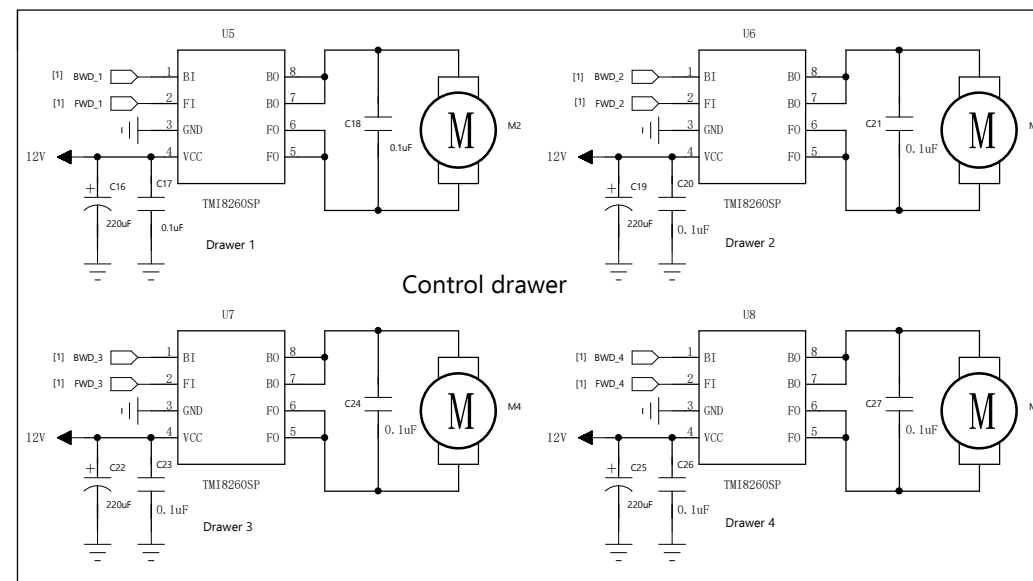 U5
[1] BWD_1 1 BI BO 8
[1] FWD_1 2 FI BO 7
3 GND FO 6
12V 4 VCC FO 5
C18
0.1uF
M
M2
+ C16
220uF
C17
0.1uF
TMI8260SP
Drawer 1
U6
[1] BWD_2 1 BI BO 8
[1] FWD_2 2 FI BO 7
3 GND FO 6
12V 4 VCC FO 5
C21
0.1uF
M
+ C19
220uF
C20
0.1uF
TMI8260SP
Drawer 2
Control drawer
U7
[1] BWD_3 1 BI BO 8
[1] FWD_3 2 FI BO 7
3 GND FO 6
12V 4 VCC FO 5
C24
0.1uF
M
M4
+ C22
220uF
C23
0.1uF
TMI8260SP
Drawer 3
U8
[1] BWD_4 1 BI BO 8
[1] FWD_4 2 FI BO 7
3 GND FO 6
12V 4 VCC FO 5
C27
0.1uF
M
+ C25
220uF
C26
0.1uF
TMI8260SP
Drawer 4